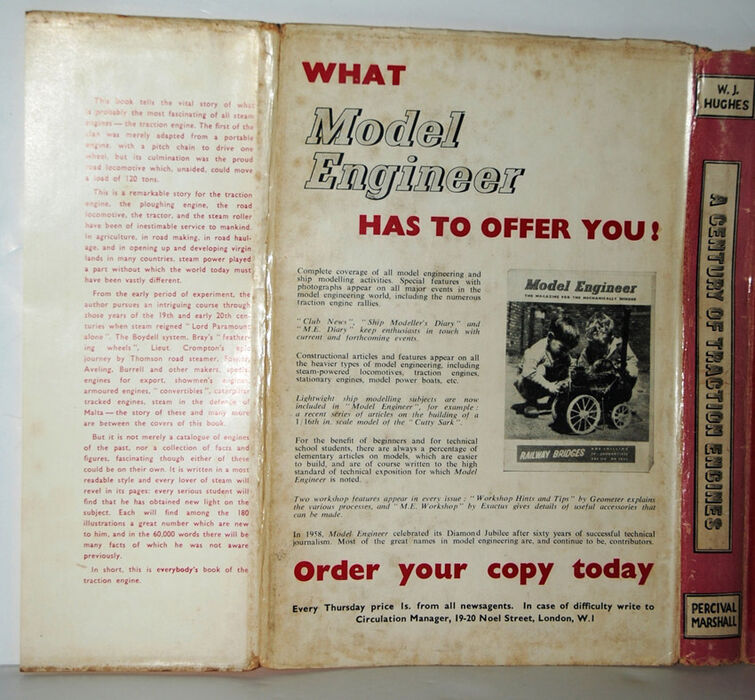 This book tells the vital story of what
is probably the most fascinating of all steam
engines — the traction engine. The first of the
clan was merely adapted from a portable
engine, with a pitch chain to drive one
wheel, but its culmination was the proud
road locomotive which, unaided, could move
a load of 120 tons.
This is a remarkable story for the traction
engine, the ploughing engine, the road
locomotive, the tractor, and the steam roller
have been of inestimable service to mankind.
In agriculture, in road making, in road haul-
age, and in opening up and developing virgin
lands in many countries, steam power played
a part without which the world today must
have been vastly different.
From the early period of experiment, the
author pursues an intriguing course through
those years of the 19th and early 20th cen-
turies when steam reigned " Lord Paramount
alone ". The Boydell system, Bray's " feather-
ing wheels ", Lieut. Crompton's epic
journey by Thomson road steamer, Fowler,
Aveling, Burrell and other makers, special
engines for export, showmen's engines,
armoured engines, " convertibles ", caterpillar
tracked engines, steam in the defence of
Malta — the story of these and many more
are between the covers of this book.
But it is not merely a catalogue of engines
of the past, nor a collection of facts and
figures, fascinating though either of these
could be on their own. It is written in a most
readable style and every lover of steam will
revel in its pages: every serious student will
find that he has obtained new light on the
subject. Each will find among the 180
illustrations a great number which are new
to him, and in the 60,000 words there will be
many facts of which he was not aware
previously.
In short, this is everybody's book of the
traction engine.
WHAT
Model
Engineer
HAS TO OFFER YOU!
Complete coverage of all model engineering and
ship modelling activities. Special features with
photographs appear on all major events in the
model engineering world, including the numerous
traction engine rallies.
" Club News ", " Ship Modeller's Diary " and
" M.E. Diary " keep enthusiasts in touch with
current and forthcoming events.
Constructional articles and features appear on all
the heavier types of model engineering, including
steam-powered locomotives, traction engines,
stationary engines, model power boats, etc.
Lightweight ship modelling subjects are now
included in " Model Engineer ", for example :
a recent series of articles on the building of a
1/16th in. scale model of the " Cutty Sark ".
For the benefit of beginners and for technical
school students, there are always a percentage of
elementary articles on models, which are easier
to build, and are of course written to the high
standard of technical exposition for which Model
Engineer is noted.
Two workshop features appear in every issue : " Workshop Hints and Tips " by Geometer explains
the various processes, and " M.E. Workshop " by Exactus gives details of useful accessories that
can be made.
In 1958, Model Engineer celebrated its Diamond Jubilee after sixty years of successful technical
journalism. Most of the great names in model engineering are, and continue to be, contributors.
Order your copy today
Every Thursday price 1s. from all newsagents. In case of difficulty write to
Circulation Manager, 19-20 Noel Street, London, W.1
Model Engineer
THE MAGAZINE FOR THE MECHANICALLY MINDED
RAILWAY BRIDGES
ONE SHILLING
W. J.
HUGHES
A CENTURY OF TRACTION ENGINES
PERCIVAL
MARSHALL